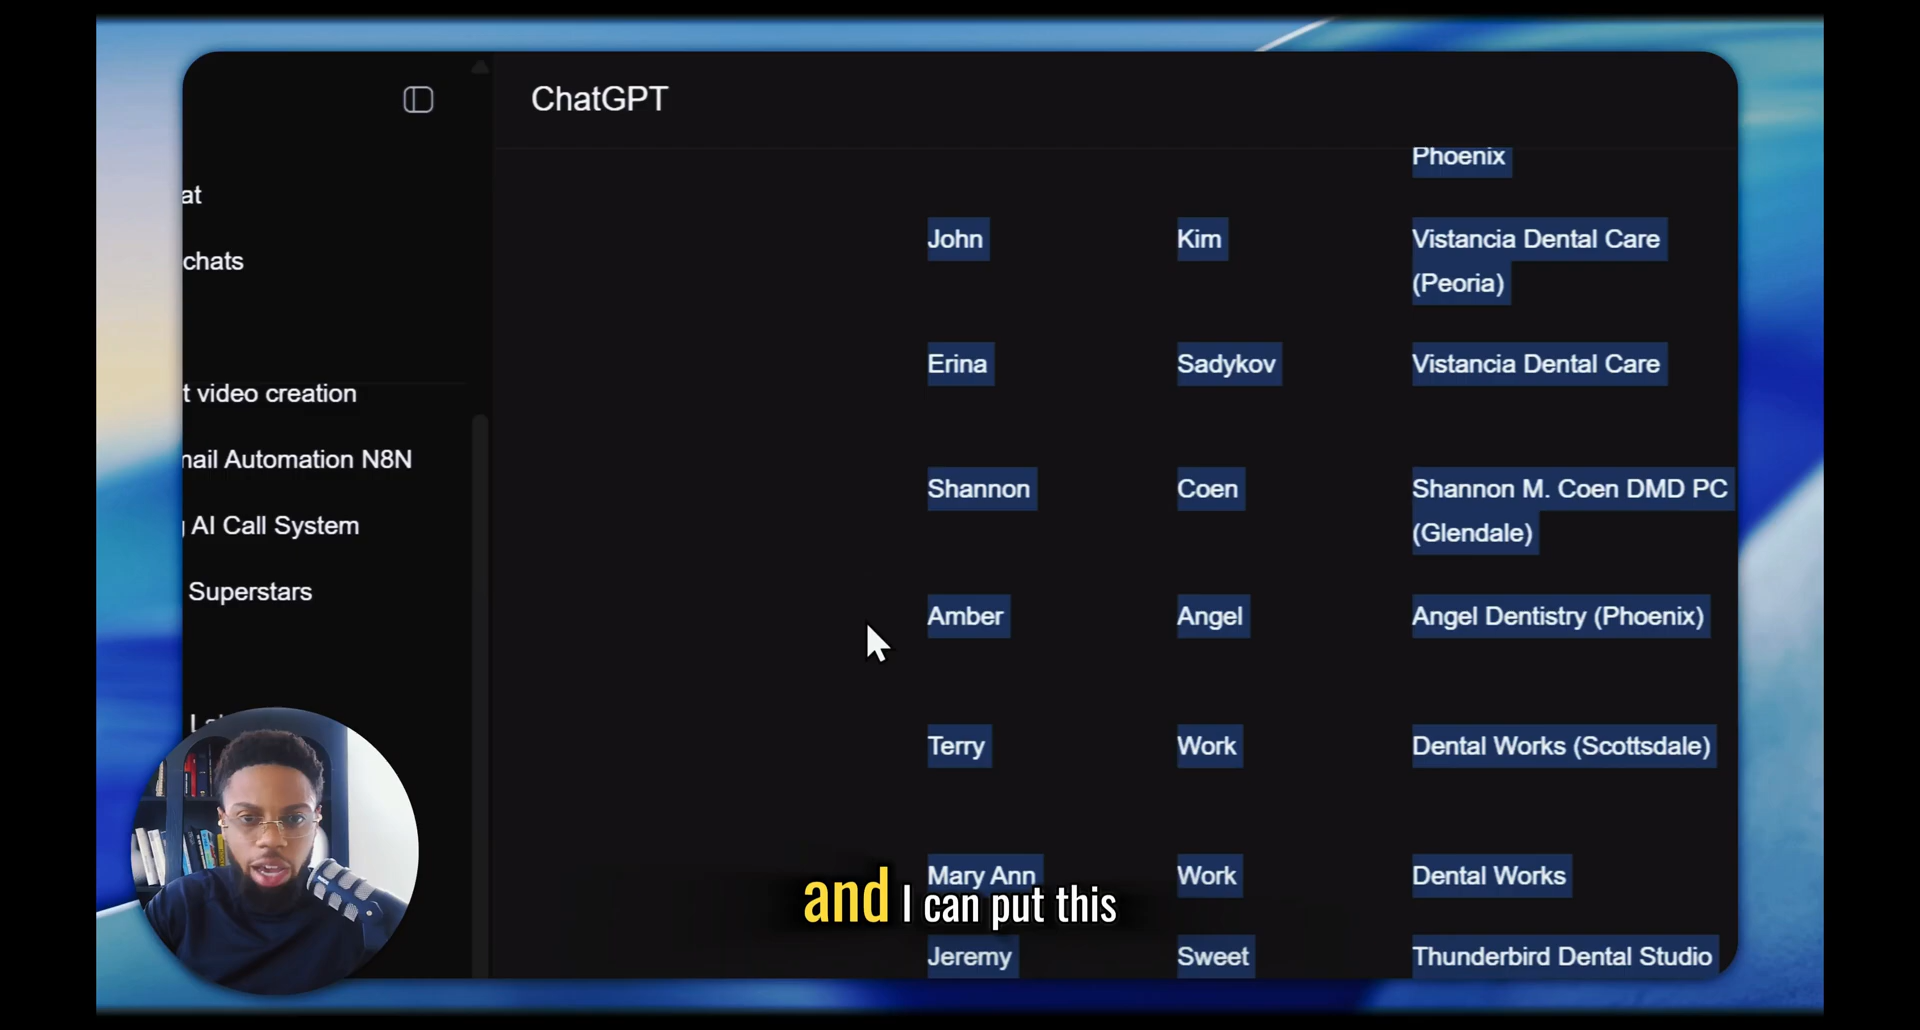 ChatGPT
at
chats
t video creation
mail Automation N8N
AI Call System
Superstars
Phoenix
John Kim Vistancia Dental Care
(Peoria)
Erina Sadykov Vistancia Dental Care
Shannon Coen Shannon M. Coen DMD PC
(Glendale)
Amber Angel Angel Dentistry (Phoenix)
Terry Work Dental Works (Scottsdale)
Mary Ann Work Dental Works
and I can put this
Jeremy Sweet Thunderbird Dental Studio